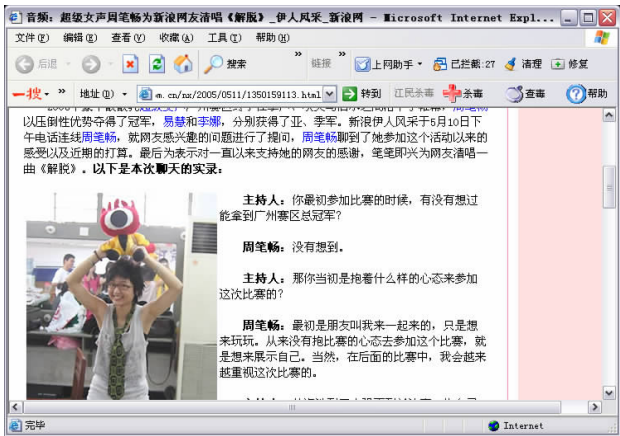 音频：超级女声周笔畅为新浪网友清唱《解脱》_伊人风采_新浪网 - Microsoft Internet Expl...
文件(F) 编辑(E) 查看(V) 收藏(A) 工具(T) 帮助(H)
后退 搜索 » 链接 » 上网助手 已拦截:27 清理 修复
一搜 » 地址(D) m.cn/nx/2005/0511/1350159113.html 转到 江民杀毒 杀毒 查毒 帮助
以压倒性优势夺得了冠军，易慧和李娜，分别获得了亚、季军。新浪伊人风采于5月10日下
午电话连线周笔畅，就网友感兴趣的问题进行了提问，周笔畅聊到了她参加这个活动以来的
感受以及近期的打算。最后为表示对一直以来支持她的网友的感谢，笔笔即兴为网友清唱一
曲《解脱》。以下是本次聊天的实录：
主持人：你最初参加比赛的时候，有没有想过
能拿到广州赛区总冠军？
周笔畅：没有想到。
主持人：那你当初是抱着什么样的心态来参加
这次比赛的？
周笔畅：最初是朋友叫我来一起来的，只是想
来玩玩。从来没有抱比赛的心态去参加这个比赛，就
是想来展示自己。当然，在后面的比赛中，我会越来
越重视这次比赛的。
完毕 Internet